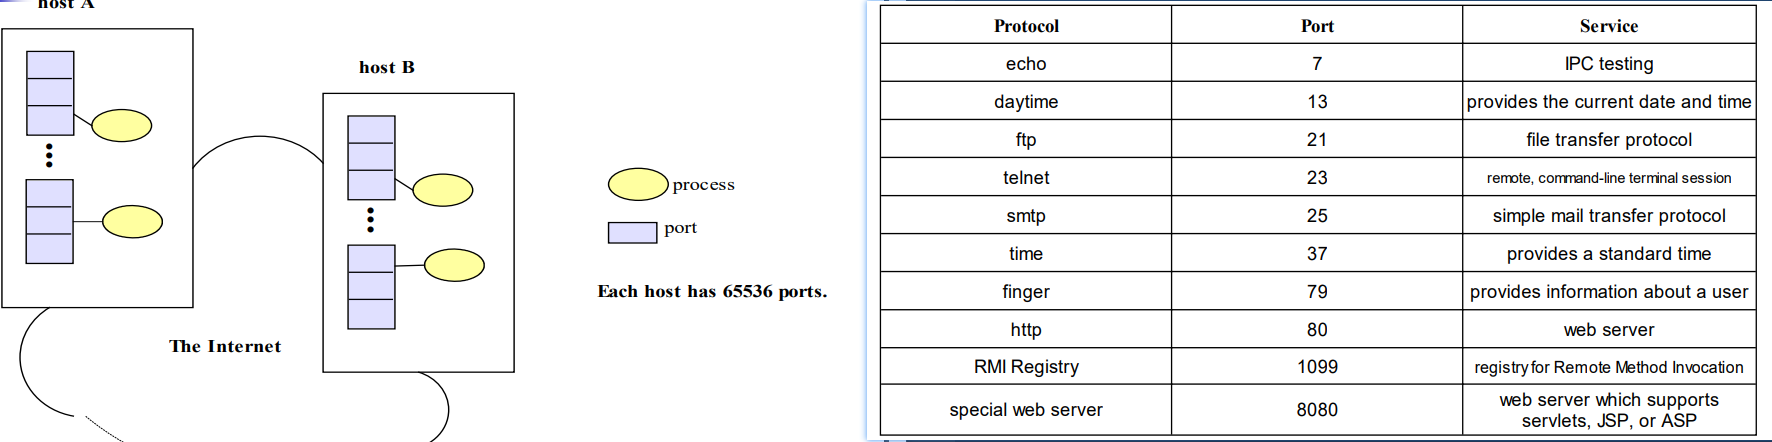 host A
host B
process
port
Each host has 65536 ports.
The Internet
Protocol Port Service
echo 7 IPC testing
daytime 13 provides the current date and time
ftp 21 file transfer protocol
telnet 23 remote, command-line terminal session
smtp 25 simple mail transfer protocol
time 37 provides a standard time
finger 79 provides information about a user
http 80 web server
RMI Registry 1099 registry for Remote Method Invocation
special web server 8080 web server which supports
servlets, JSP, or ASP